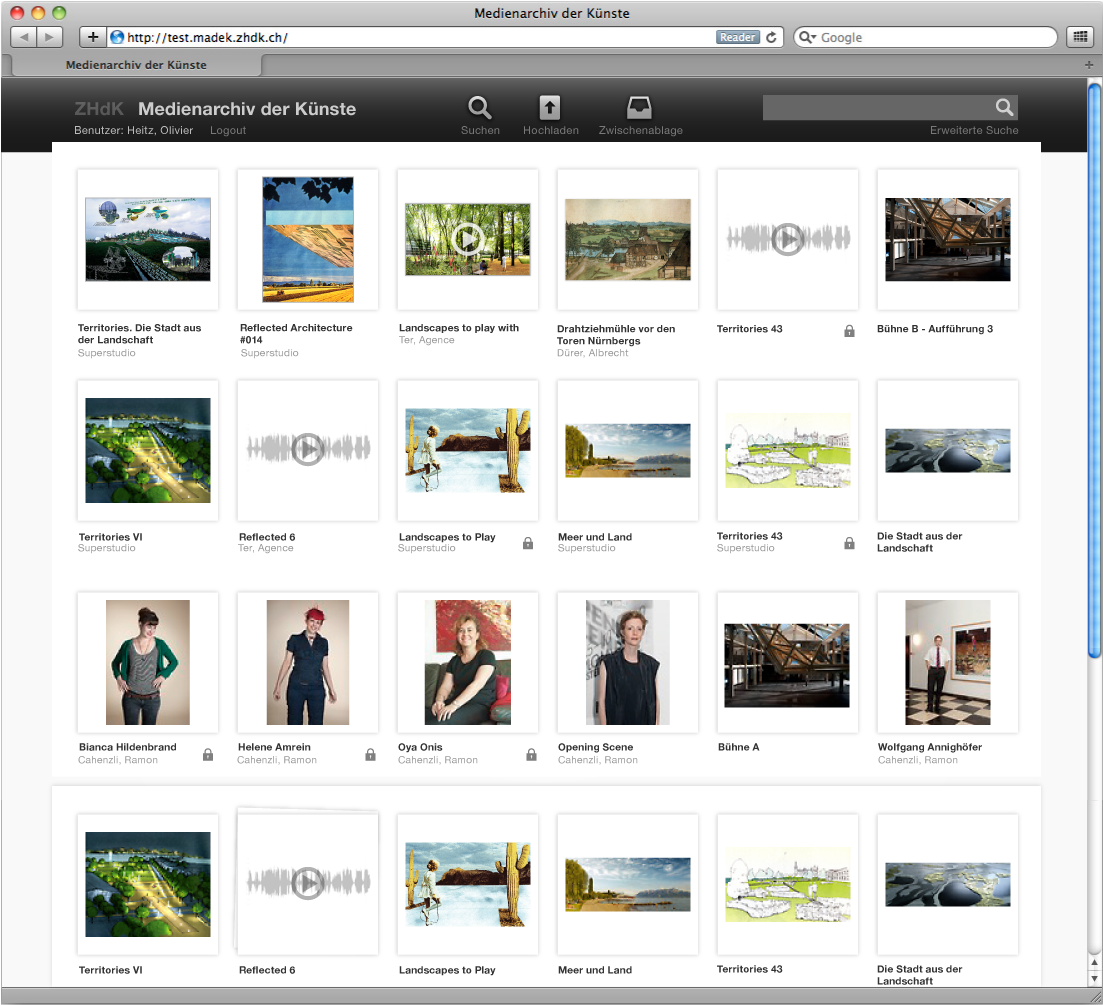 Medienarchiv der Künste
http://test.madek.zhdk.ch/
Reader
Google
Medienarchiv der Künste
ZHdK Medienarchiv der Künste
Benutzer: Heitz, Olivier Logout
Suchen
Hochladen
Zwischenablage
Erweiterte Suche
Territories. Die Stadt aus
der Landschaft
Superstudio
Reflected Architecture
#014
Superstudio
Landscapes to play with
Ter, Agence
Drahtziehmühle vor den
Toren Nürnbergs
Dürer, Albrecht
Territories 43
Bühne B - Aufführung 3
Territories VI
Superstudio
Reflected 6
Ter, Agence
Landscapes to Play
Superstudio
Meer und Land
Superstudio
Territories 43
Superstudio
Die Stadt aus der
Landschaft
Bianca Hildenbrand
Cahenzli, Ramon
Helene Amrein
Cahenzli, Ramon
Oya Onis
Cahenzli, Ramon
Opening Scene
Cahenzli, Ramon
Bühne A
Wolfgang Annighöfer
Cahenzli, Ramon
Territories VI
Reflected 6
Landscapes to Play
Meer und Land
Territories 43
Die Stadt aus der
Landschaft